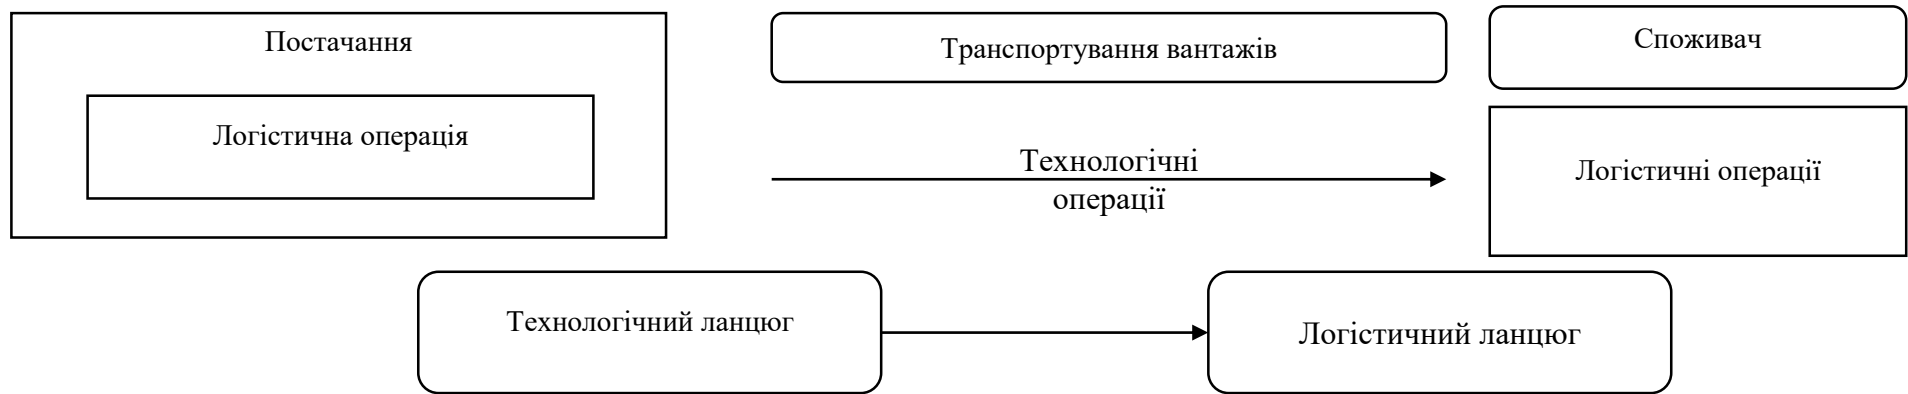 Постачання
Транспортування вантажів
Споживач
Логістична операція
Технологічні
операції
Логістичні операції
Технологічний ланцюг
Логістичний ланцюг